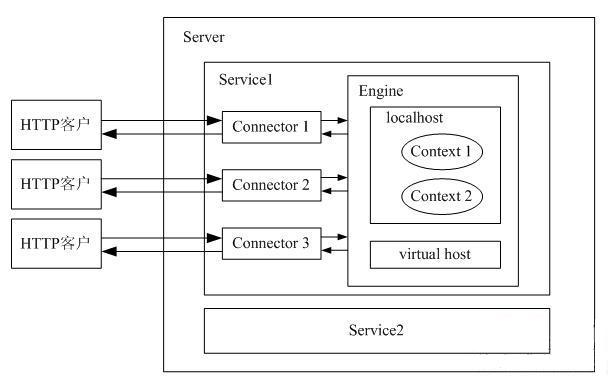 Server
Service1
Engine
localhost
HTTP客户
Connector 1
Context 1
HTTP客户
Connector 2
Context 2
HTTP客户
Connector 3
virtual host
Service2